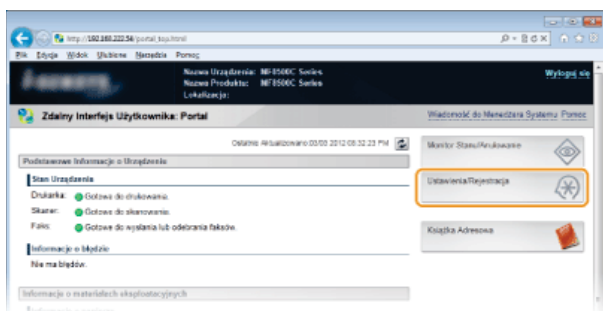 http://192.168.222.54/portal_top.html
Plik Edycja Widok Ulubione Narzędzia Pomoc
Nazwa Urządzenia: MF8500C Series
Nazwa Produktu: MF8500C Series
Lokalizacja:
Wyloguj się
Zdalny Interfejs Użytkownika: Portal
Wiadomość do Menedżera Systemu Pomoc
Ostatnio Aktualizowano 03/03 2012 05:32:23 PM
Monitor Stanu/Anulowanie
Podstawowe Informacje o Urządzeniu
Stan Urządzenia
Ustawienia/Rejestracja
Drukarka: Gotowe do drukowania.
Skaner: Gotowe do skanowania.
Faks: Gotowe do wysłania lub odebrania faksów.
Książka Adresowa
Informacje o błędzie
Nie ma błędów.
Informacje o materiałach eksploatacyjnych